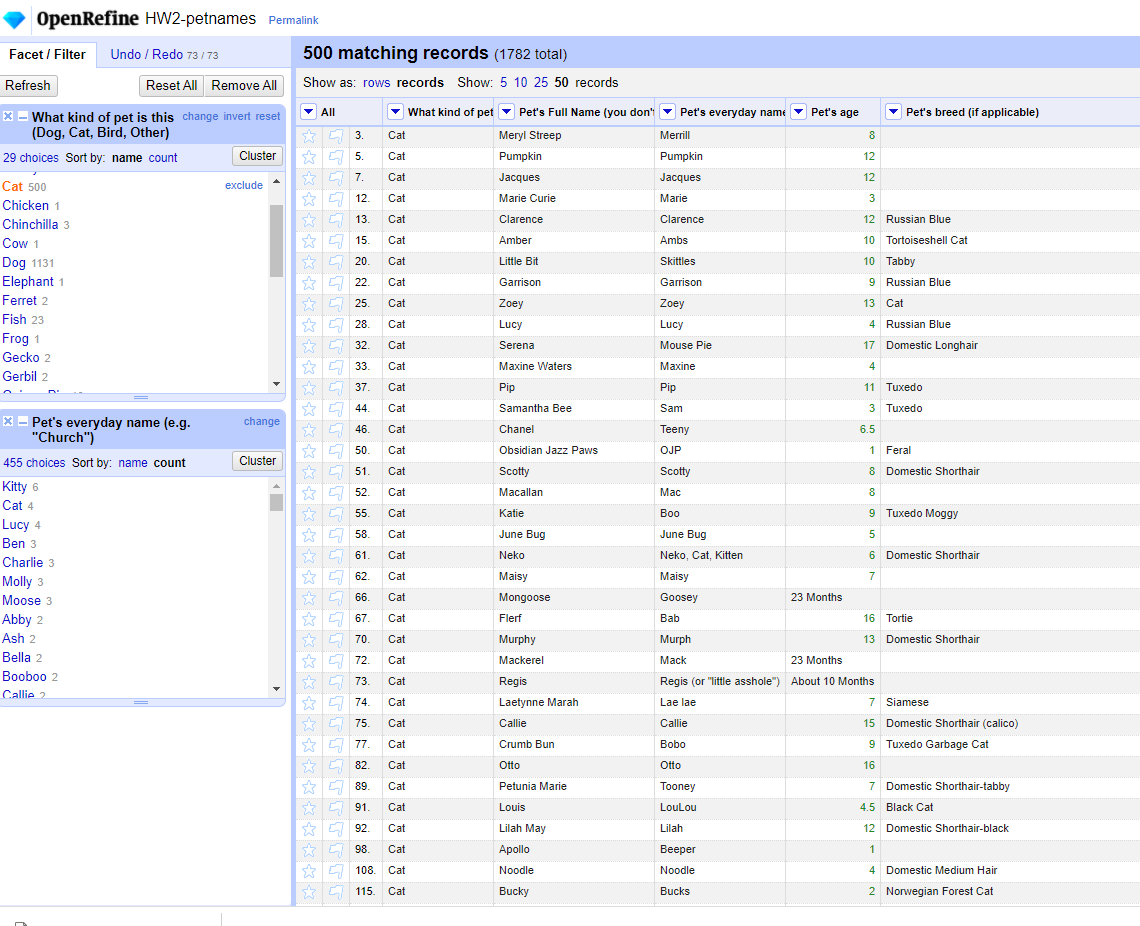 OpenRefine HW2-petnames Permalink
Facet / Filter Undo / Redo 73 / 73
Refresh Reset All Remove All
What kind of pet is this (Dog, Cat, Bird, Other) change invert reset
29 choices Sort by: name count Cluster
Cat 500 exclude
Chicken 1
Chinchilla 3
Cow 1
Dog 1131
Elephant 1
Ferret 2
Fish 23
Frog 1
Gecko 2
Gerbil 2
Pet's everyday name (e.g. "Church") change
455 choices Sort by: name count Cluster
Kitty 6
Cat 4
Lucy 4
Ben 3
Charlie 3
Molly 3
Moose 3
Abby 2
Ash 2
Bella 2
Booboo 2
Callie 2
500 matching records (1782 total)
Show as: rows records Show: 5 10 25 50 records
All What kind of pet Pet's Full Name (you don' Pet's everyday name Pet's age Pet's breed (if applicable)
3. Cat Meryl Streep Merrill 8
5. Cat Pumpkin Pumpkin 12
7. Cat Jacques Jacques 12
12. Cat Marie Curie Marie 3
13. Cat Clarence Clarence 12 Russian Blue
15. Cat Amber Ambs 10 Tortoiseshell Cat
20. Cat Little Bit Skittles 10 Tabby
22. Cat Garrison Garrison 9 Russian Blue
25. Cat Zoey Zoey 13 Cat
28. Cat Lucy Lucy 4 Russian Blue
32. Cat Serena Mouse Pie 17 Domestic Longhair
33. Cat Maxine Waters Maxine 4
37. Cat Pip Pip 11 Tuxedo
44. Cat Samantha Bee Sam 3 Tuxedo
46. Cat Chanel Teeny 6.5
50. Cat Obsidian Jazz Paws OJP 1 Feral
51. Cat Scotty Scotty 8 Domestic Shorthair
52. Cat Macallan Mac 8
55. Cat Katie Boo 9 Tuxedo Moggy
58. Cat June Bug June Bug 5
61. Cat Neko Neko, Cat, Kitten 6 Domestic Shorthair
62. Cat Maisy Maisy 7
66. Cat Mongoose Goosey 23 Months
67. Cat Flerf Bab 16 Tortie
70. Cat Murphy Murph 13 Domestic Shorthair
72. Cat Mackerel Mack 23 Months
73. Cat Regis Regis (or "little asshole") About 10 Months
74. Cat Laetynne Marah Lae lae 7 Siamese
75. Cat Callie Callie 15 Domestic Shorthair (calico)
77. Cat Crumb Bun Bobo 9 Tuxedo Garbage Cat
82. Cat Otto Otto 16
89. Cat Petunia Marie Tooney 7 Domestic Shorthair-tabby
91. Cat Louis LouLou 4.5 Black Cat
92. Cat Lilah May Lilah 12 Domestic Shorthair-black
98. Cat Apollo Beeper 1
108. Cat Noodle Noodle 4 Domestic Medium Hair
115. Cat Bucky Bucks 2 Norwegian Forest Cat